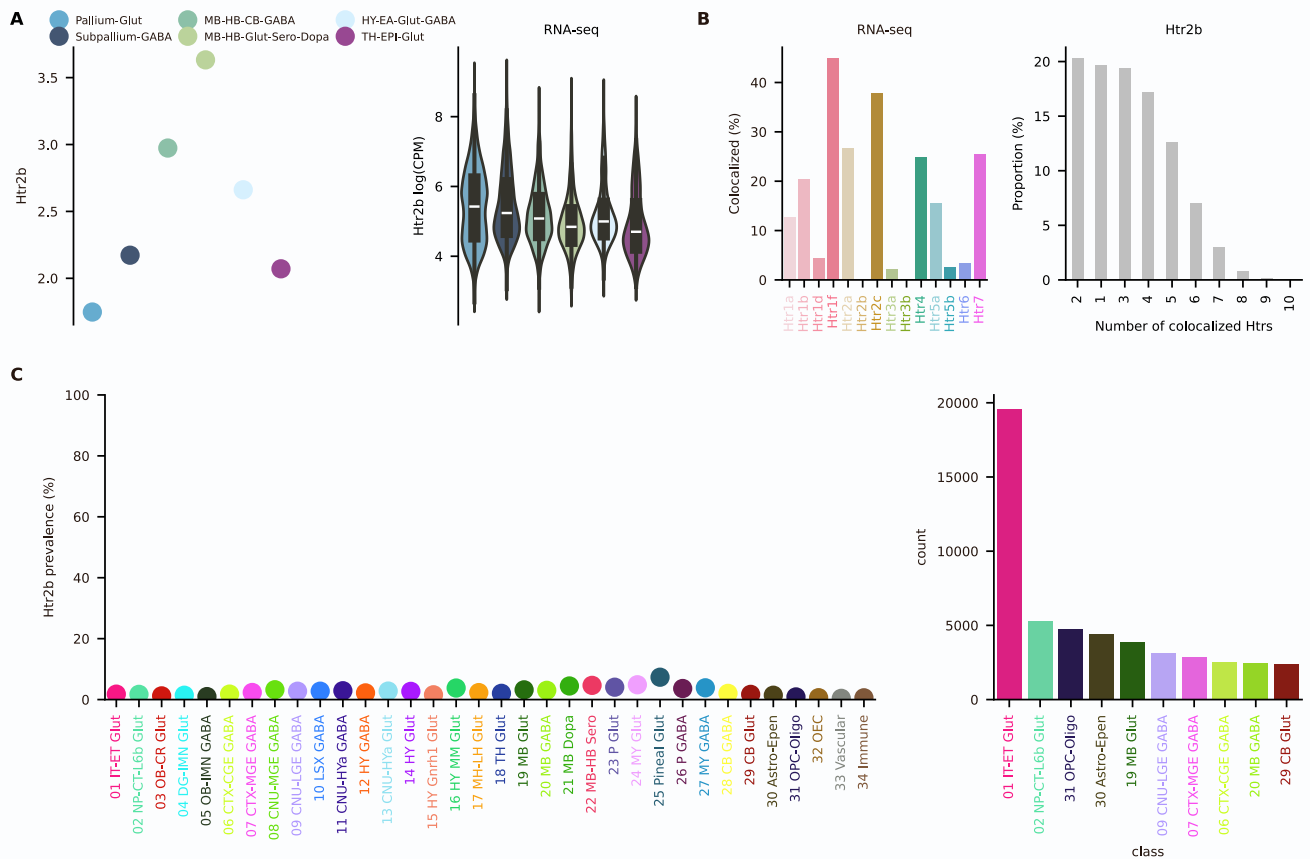 A
Pallium-Glut
MB-HB-CB-GABA
HY-EA-Glut-GABA
Subpallium-GABA
MB-HB-Glut-Sero-Dopa
TH-EPI-Glut
Htr2b
3.5
3.0
2.5
2.0
RNA-seq
Htr2b log(CPM)
8
6
4
B
RNA-seq
Colocalized (%)
40
30
20
10
0
Htr1a
Htr1b
Htr1d
Htr1f
Htr2a
Htr2b
Htr2c
Htr3a
Htr3b
Htr4
Htr5a
Htr5b
Htr6
Htr7
Htr2b
Proportion (%)
20
15
10
5
0
2
1
3
4
5
6
7
8
9
10
Number of colocalized Htrs
C
Htr2b prevalence (%)
100
80
60
40
20
0
01 IT-ET Glut
02 NP-CT-L6b Glut
03 OB-CR Glut
04 DG-IMN Glut
05 OB-IMN GABA
06 CTX-CGE GABA
07 CTX-MGE GABA
08 CNU-MGE GABA
09 CNU-LGE GABA
10 LSX GABA
11 CNU-HYa GABA
12 HY GABA
13 CNU-HYa Glut
14 HY Glut
15 HY Gnrh1 Glut
16 HY MM Glut
17 MH-LH Glut
18 TH Glut
19 MB Glut
20 MB GABA
21 MB Dopa
22 MB-HB Sero
23 P Glut
24 MY Glut
25 Pineal Glut
26 P GABA
27 MY GABA
28 CB GABA
29 CB Glut
30 Astro-Epen
31 OPC-Oligo
32 OEC
33 Vascular
34 Immune
count
20000
15000
10000
5000
0
01 IT-ET Glut
02 NP-CT-L6b Glut
31 OPC-Oligo
30 Astro-Epen
19 MB Glut
09 CNU-LGE GABA
07 CTX-MGE GABA
06 CTX-CGE GABA
20 MB GABA
29 CB Glut
class